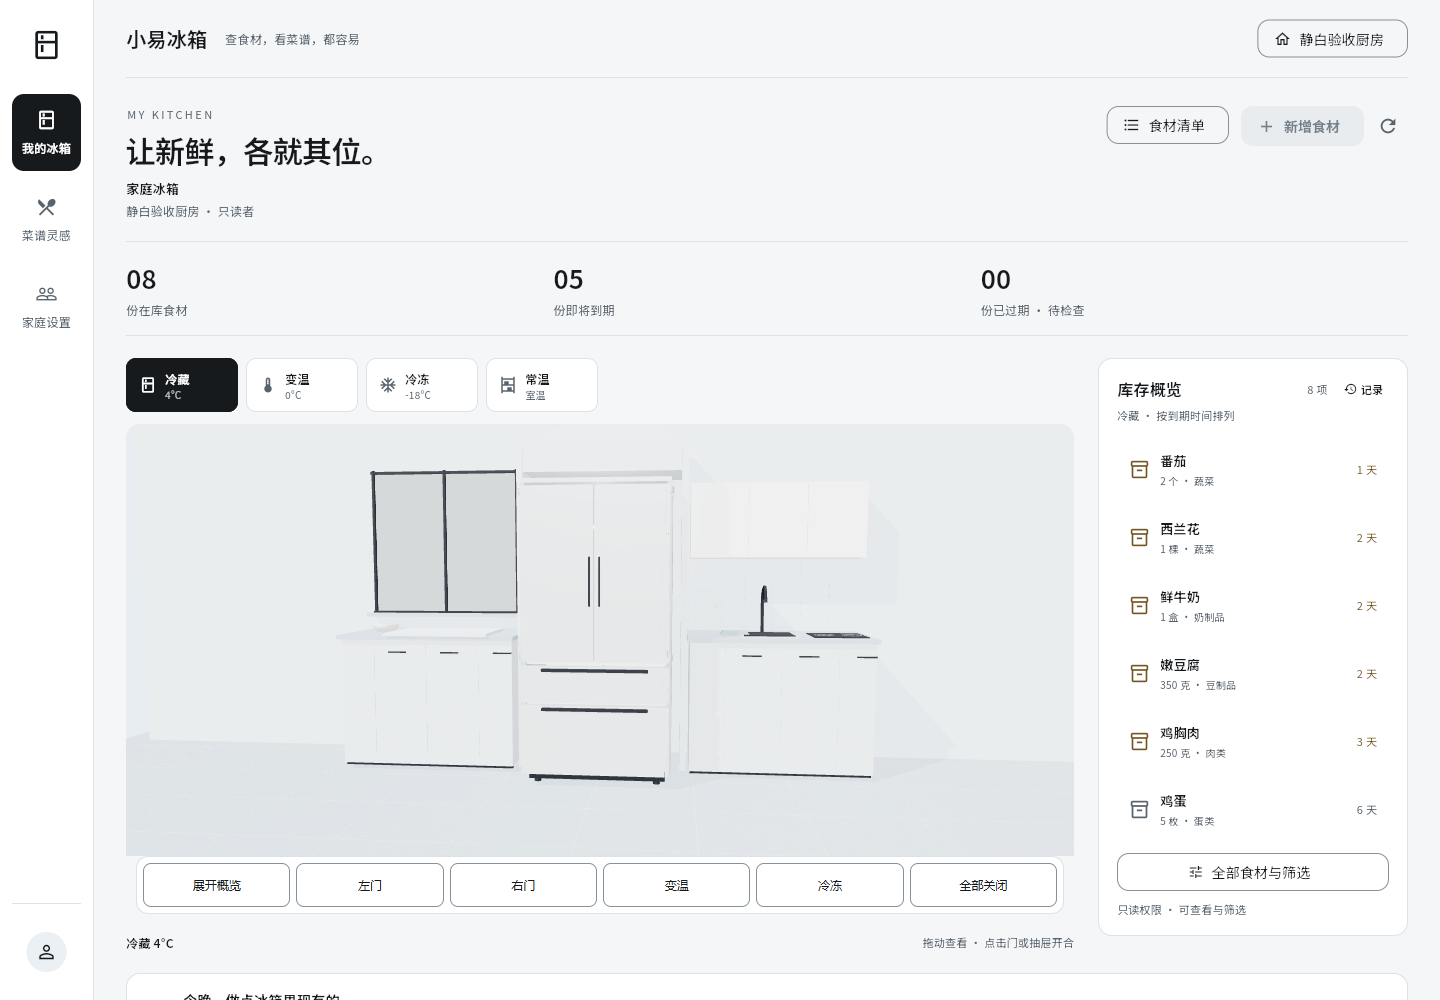 小易冰箱
查食材，看菜谱，都容易
静白验收厨房
我的冰箱
菜谱灵感
家庭设置
MY KITCHEN
让新鲜，各就其位。
家庭冰箱
静白验收厨房 · 只读者
食材清单
新增食材
08
份在库食材
05
份即将到期
00
份已过期 · 待检查
冷藏
4°C
变温
0°C
冷冻
-18°C
常温
室温
展开概览
左门
右门
变温
冷冻
全部关闭
冷藏 4°C
拖动查看 · 点击门或抽屉开合
库存概览
8 项
记录
冷藏 · 按到期时间排列
番茄
2 个 · 蔬菜
1 天
西兰花
1 棵 · 蔬菜
2 天
鲜牛奶
1 盒 · 奶制品
2 天
嫩豆腐
350 克 · 豆制品
2 天
鸡胸肉
250 克 · 肉类
3 天
鸡蛋
5 枚 · 蛋类
6 天
全部食材与筛选
只读权限 · 可查看与筛选
今晚，做点冰箱里现有的